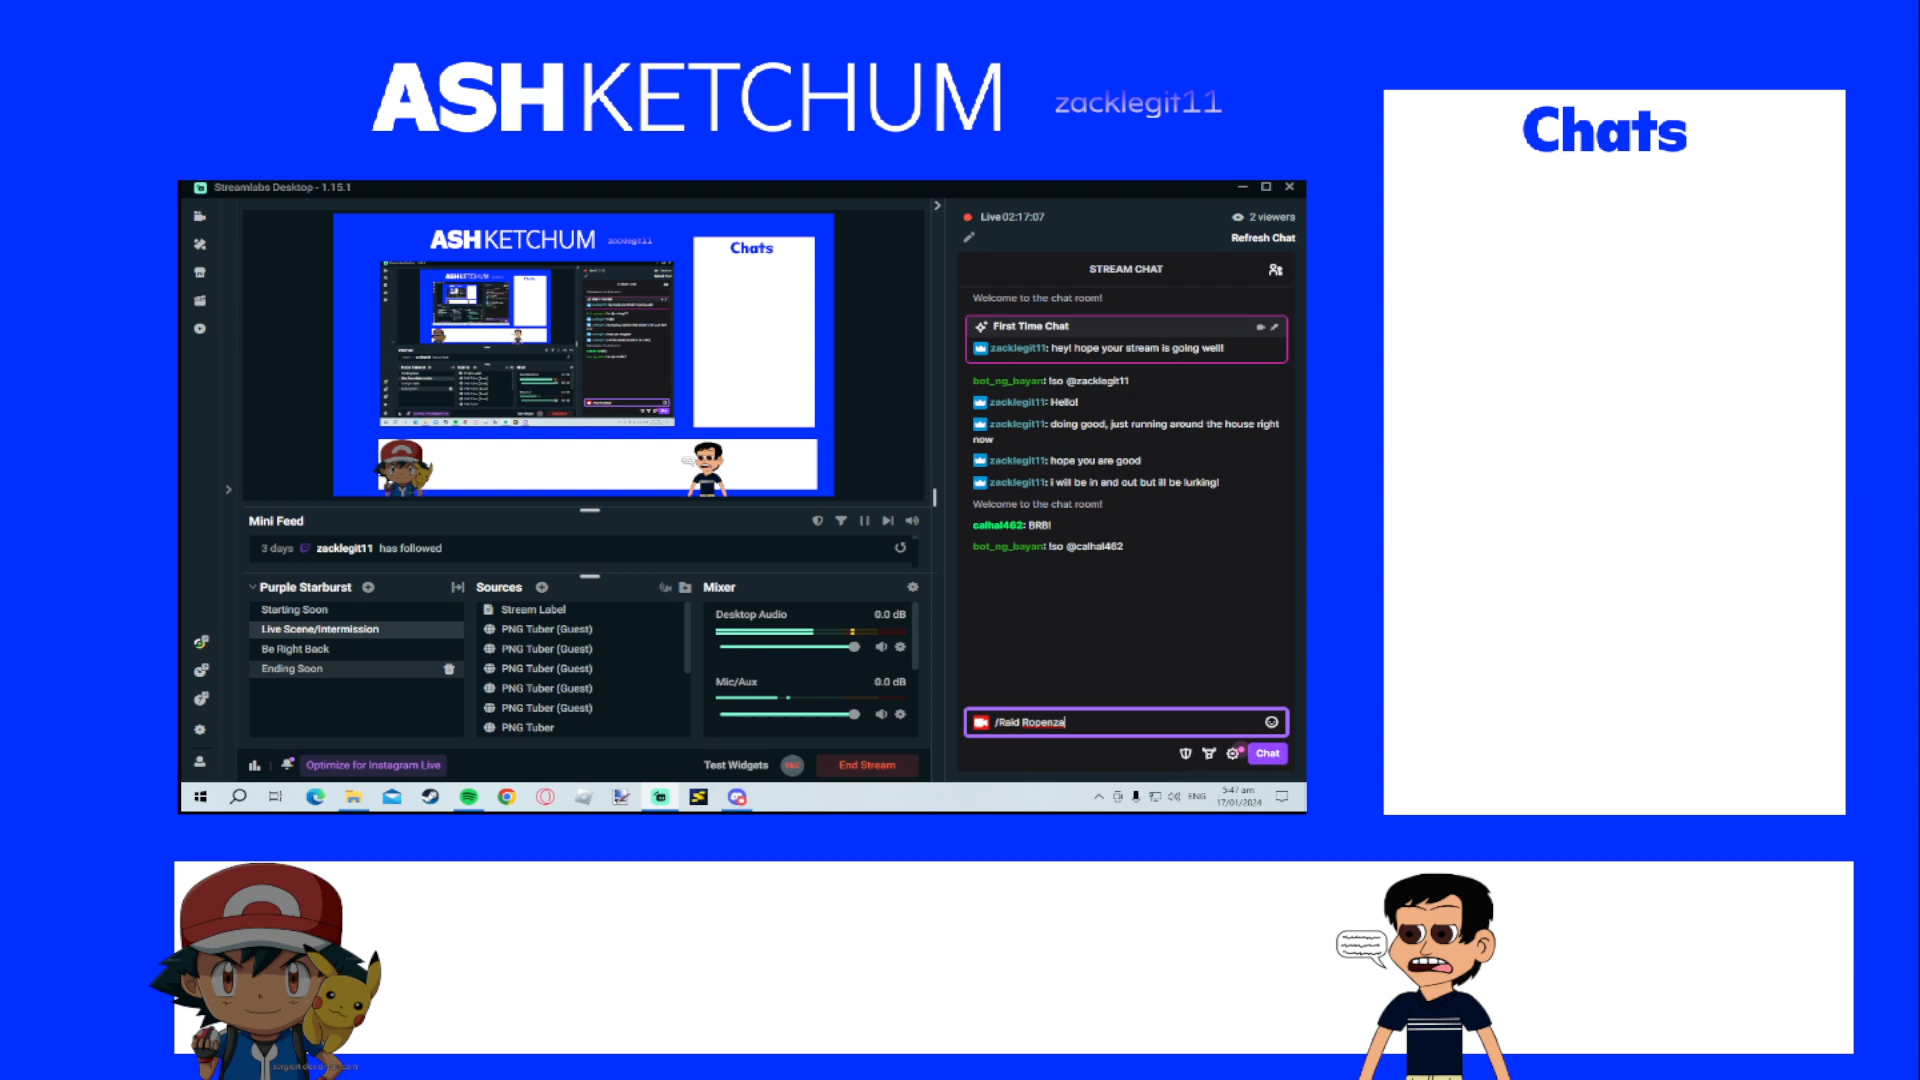 ASHKETCHUM
zacklegit11
Chats
Streamlabs Desktop - 1.15.1
ASHKETCHUM
zacklegit11
Chats
Live 02:17:07
2 viewers
Refresh Chat
STREAM CHAT
Welcome to the chat room!
First Time Chat
zacklegit11: hey! hope your stream is going well!
bot_ng_bayan: !so @zacklegit11
zacklegit11: Hello!
zacklegit11: doing good, just running around the house right
now
zacklegit11: hope you are good
zacklegit11: i will be in and out but ill be lurking!
Welcome to the chat room!
calhal462: BRB!
bot_ng_bayan: !so @calhal462
/Raid Ropenza
Chat
Mini Feed
3 days zacklegit11 has followed
Purple Starburst
Starting Soon
Live Scene/Intermission
Be Right Back
Ending Soon
Sources
Stream Label
PNG Tuber (Guest)
PNG Tuber (Guest)
PNG Tuber (Guest)
PNG Tuber (Guest)
PNG Tuber (Guest)
PNG Tuber
Mixer
Desktop Audio 0.0 dB
Mic/Aux 0.0 dB
Optimize for Instagram Live
Test Widgets
REC
End Stream
ENG
5:47 am
17/01/2024